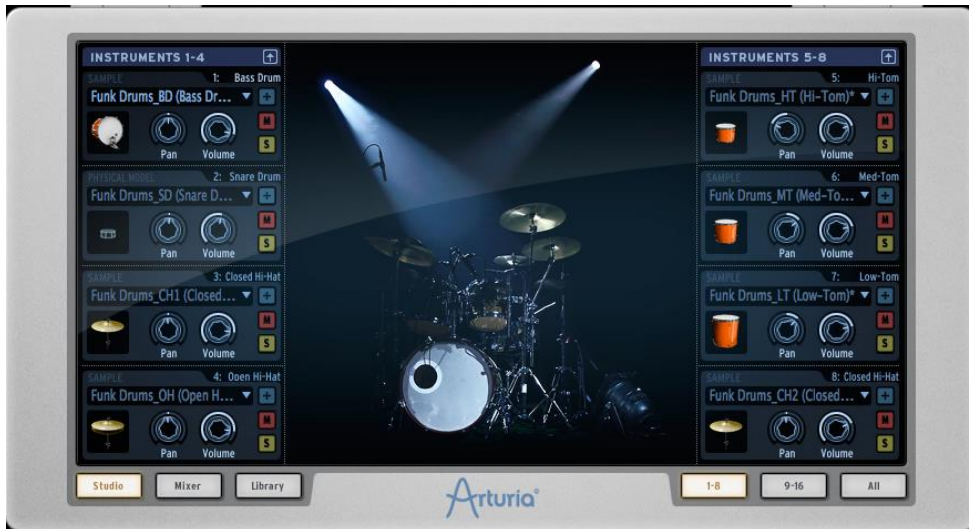 INSTRUMENTS 1-4
SAMPLE 1: Bass Drum
Funk Drums_BD (Bass Dr...
M
S
Pan Volume
PHYSICAL MODEL 2: Snare Drum
Funk Drums_SD (Snare D...
M
S
Pan Volume
SAMPLE 3: Closed Hi-Hat
Funk Drums_CH1 (Closed...
M
S
Pan Volume
SAMPLE 4: Open Hi-Hat
Funk Drums_OH (Open H...
M
S
Pan Volume
INSTRUMENTS 5-8
SAMPLE 5: Hi-Tom
Funk Drums_HT (Hi-Tom)*
M
S
Pan Volume
SAMPLE 6: Med-Tom
Funk Drums_MT (Med-To...
M
S
Pan Volume
SAMPLE 7: Low-Tom
Funk Drums_LT (Low-Tom)*
M
S
Pan Volume
SAMPLE 8: Closed Hi-Hat
Funk Drums_CH2 (Closed...
M
S
Pan Volume
Studio Mixer Library
Arturia
1-8 9-16 All